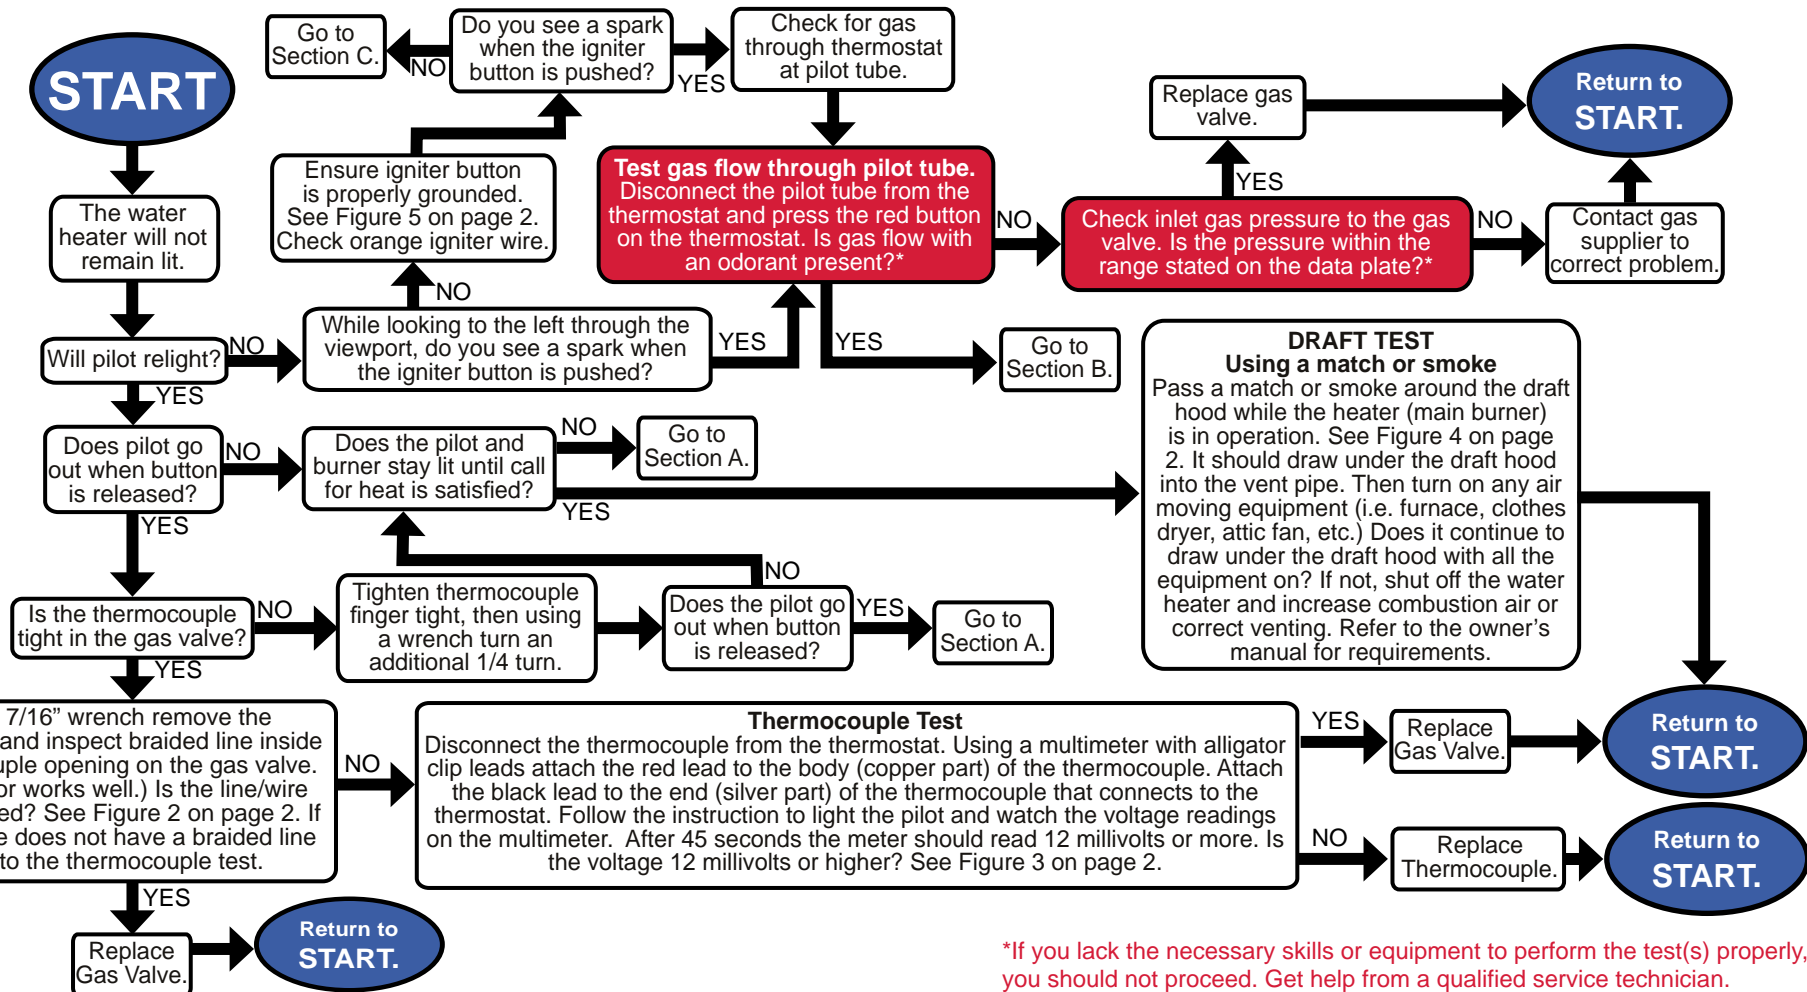 START
The water
heater will not
remain lit.
Will pilot relight?
NO
YES
While looking to the left through the
viewport, do you see a spark when
the igniter button is pushed?
NO
YES
Ensure igniter button
is properly grounded.
See Figure 5 on page 2.
Check orange igniter wire.
Do you see a spark
when the igniter
button is pushed?
NO
Go to
Section C.
YES
Check for gas
through thermostat
at pilot tube.
Test gas flow through pilot tube.
Disconnect the pilot tube from the
thermostat and press the red button
on the thermostat. Is gas flow with
an odorant present?*
YES
Go to
Section B.
NO
Check inlet gas pressure to the gas
valve. Is the pressure within the
range stated on the data plate?*
YES
Replace gas
valve.
NO
Contact gas
supplier to
correct problem.
Return to
START.
Does pilot go
out when button
is released?
NO
YES
Does the pilot and
burner stay lit until call
for heat is satisfied?
NO
Go to
Section A.
YES
DRAFT TEST
Using a match or smoke
Pass a match or smoke around the draft
hood while the heater (main burner)
is in operation. See Figure 4 on page
2. It should draw under the draft hood
into the vent pipe. Then turn on any air
moving equipment (i.e. furnace, clothes
dryer, attic fan, etc.) Does it continue to
draw under the draft hood with all the
equipment on? If not, shut off the water
heater and increase combustion air or
correct venting. Refer to the owner's
manual for requirements.
Return to
START.
Is the thermocouple
tight in the gas valve?
NO
YES
Tighten thermocouple
finger tight, then using
a wrench turn an
additional 1/4 turn.
Does the pilot go
out when button
is released?
NO
YES
Go to
Section A.
7/16” wrench remove the
and inspect braided line inside
uple opening on the gas valve.
or works well.) Is the line/wire
ed? See Figure 2 on page 2. If
e does not have a braided line
to the thermocouple test.
NO
YES
Replace
Gas Valve.
Return to
START.
Thermocouple Test
Disconnect the thermocouple from the thermostat. Using a multimeter with alligator
clip leads attach the red lead to the body (copper part) of the thermocouple. Attach
the black lead to the end (silver part) of the thermocouple that connects to the
thermostat. Follow the instruction to light the pilot and watch the voltage readings
on the multimeter. After 45 seconds the meter should read 12 millivolts or more. Is
the voltage 12 millivolts or higher? See Figure 3 on page 2.
YES
Replace
Gas Valve.
Return to
START.
NO
Replace
Thermocouple.
Return to
START.
*If you lack the necessary skills or equipment to perform the test(s) properly,
you should not proceed. Get help from a qualified service technician.